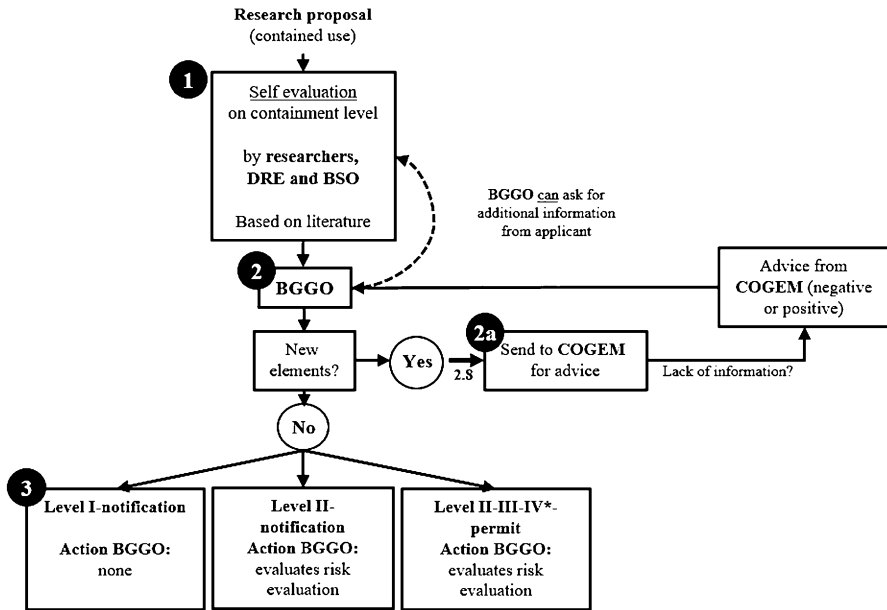 Research proposal
(contained use)
1
Self evaluation
on containment level
by researchers,
DRE and BSO
Based on literature
BGGO can ask for
additional information
from applicant
2
BGGO
Advice from
COGEM (negative
or positive)
New
elements?
Yes
2.8
2a
Send to COGEM
for advice
Lack of information?
No
3
Level I-notification
Action BGGO:
none
Level II-
notification
Action BGGO:
evaluates risk
evaluation
Level II-III-IV*-
permit
Action BGGO:
evaluates risk
evaluation